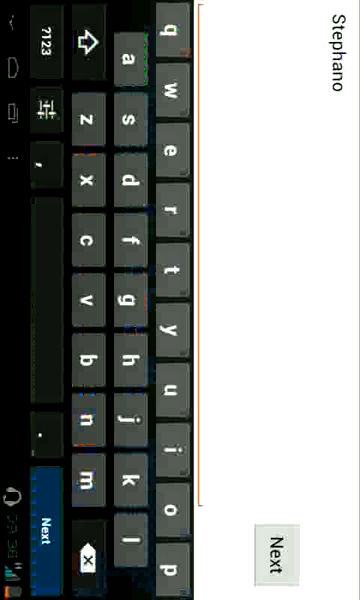 Stephano
Next
q w e r t y u i o p
a s d f g h j k l
z x c v b n m
?123 , . Next